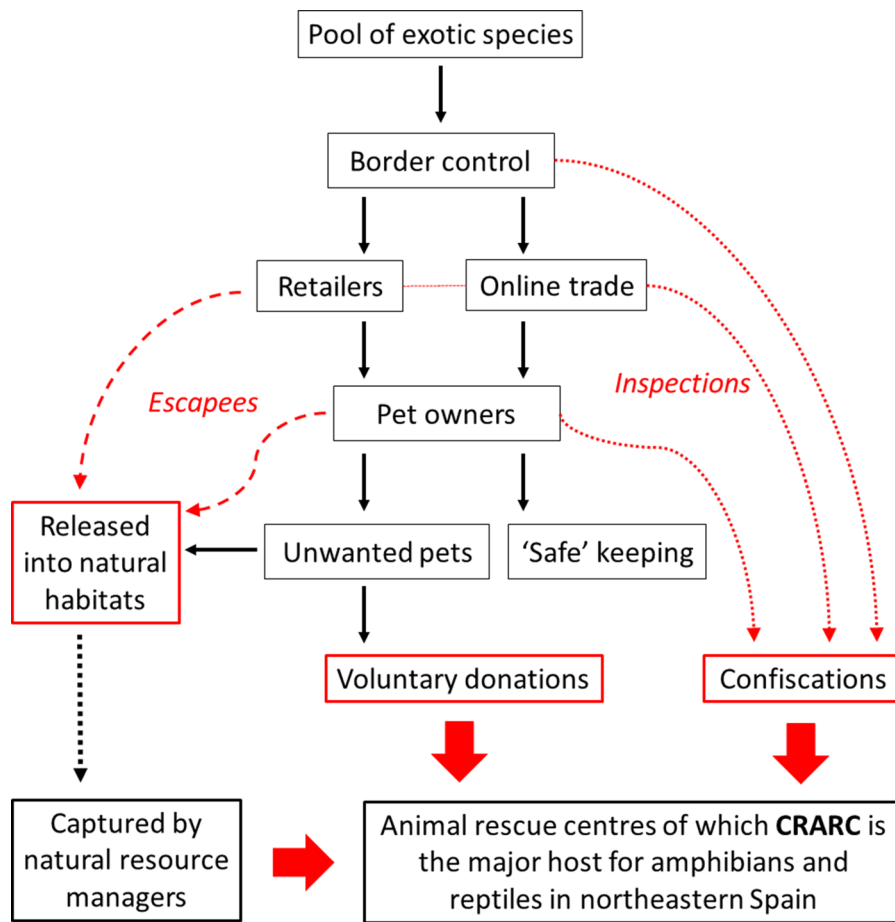 Pool of exotic species
Border control
Retailers
Online trade
Escapees
Inspections
Pet owners
Released
into natural
habitats
Unwanted pets
‘Safe’ keeping
Voluntary donations
Confiscations
Captured by
natural resource
managers
Animal rescue centres of which CRARC is
the major host for amphibians and
reptiles in northeastern Spain